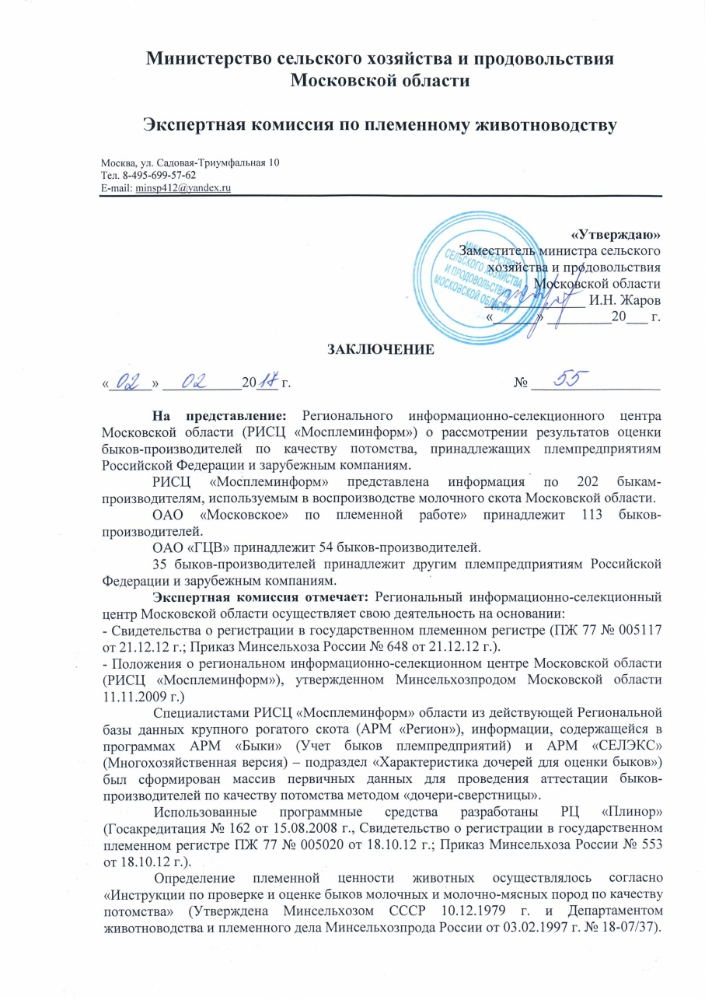 Министерство сельского хозяйства и продовольствия
Московской области
Экспертная комиссия по племенному животноводству
Москва, ул. Садовая-Триумфальная 10
Тел. 8-495-699-57-62
E-mail: minsp412@yandex.ru
«Утверждаю»
Заместитель министра сельского
хозяйства и продовольствия
Московской области
______________ И.Н. Жаров
«______» _________20___ г.
МИНИСТЕРСТВО
СЕЛЬСКОГО ХОЗЯЙСТВА
И ПРОДОВОЛЬСТВИЯ
МОСКОВСКОЙ ОБЛАСТИ
ЗАКЛЮЧЕНИЕ
«02» 02 2017 г. № 55
На представление: Регионального информационно-селекционного центра
Московской области (РИСЦ «Мосплеминформ») о рассмотрении результатов оценки
быков-производителей по качеству потомства, принадлежащих племпредприятиям
Российской Федерации и зарубежным компаниям.
РИСЦ «Мосплеминформ» представлена информация по 202 быкам-
производителям, используемым в воспроизводстве молочного скота Московской области.
ОАО «Московское» по племенной работе» принадлежит 113 быков-
производителей.
ОАО «ГЦВ» принадлежит 54 быков-производителей.
35 быков-производителей принадлежит другим племпредприятиям Российской
Федерации и зарубежным компаниям.
Экспертная комиссия отмечает: Региональный информационно-селекционный
центр Московской области осуществляет свою деятельность на основании:
- Свидетельства о регистрации в государственном племенном регистре (ПЖ 77 № 005117
от 21.12.12 г.; Приказ Минсельхоза России № 648 от 21.12.12 г.).
- Положения о региональном информационно-селекционном центре Московской области
(РИСЦ «Мосплеминформ»), утвержденном Минсельхозпродом Московской области
11.11.2009 г.)
Специалистами РИСЦ «Мосплеминформ» области из действующей Региональной
базы данных крупного рогатого скота (АРМ «Регион»), информации, содержащейся в
программах АРМ «Быки» (Учет быков племпредприятий) и АРМ «СЕЛЭКС»
(Многохозяйственная версия) – подраздел «Характеристика дочерей для оценки быков»)
был сформирован массив первичных данных для проведения аттестации быков-
производителей по качеству потомства методом «дочери-сверстницы».
Использованные программные средства разработаны РЦ «Плинор»
(Госакредитация № 162 от 15.08.2008 г., Свидетельство о регистрации в государственном
племенном регистре ПЖ 77 № 005020 от 18.10.12 г.; Приказ Минсельхоза России № 553
от 18.10.12 г.).
Определение племенной ценности животных осуществлялось согласно
«Инструкции по проверке и оценке быков молочных и молочно-мясных пород по качеству
потомства» (Утверждена Минсельхозом СССР 10.12.1979 г. и Департаментом
животноводства и племенного дела Минсельхозпрода России от 03.02.1997 г. № 18-07/37).